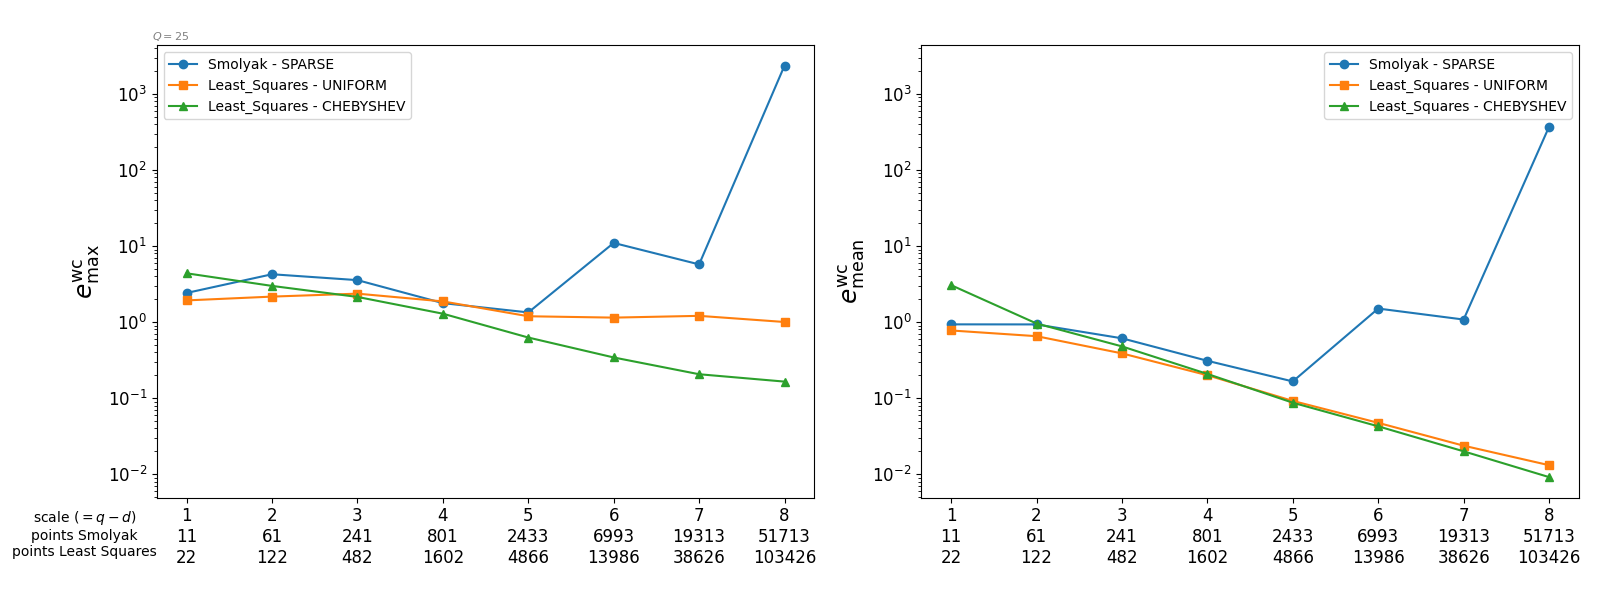 Q = 25
Smolyak - SPARSE
Least_Squares - UNIFORM
Least_Squares - CHEBYSHEV
10³
10²
10¹
10⁰
10⁻¹
10⁻²
e^wc_max
scale (= q − d) 1 2 3 4 5 6 7 8
points Smolyak 11 61 241 801 2433 6993 19313 51713
points Least Squares 22 122 482 1602 4866 13986 38626 103426
Smolyak - SPARSE
Least_Squares - UNIFORM
Least_Squares - CHEBYSHEV
10³
10²
10¹
10⁰
10⁻¹
10⁻²
e^wc_mean
1 2 3 4 5 6 7 8
11 61 241 801 2433 6993 19313 51713
22 122 482 1602 4866 13986 38626 103426